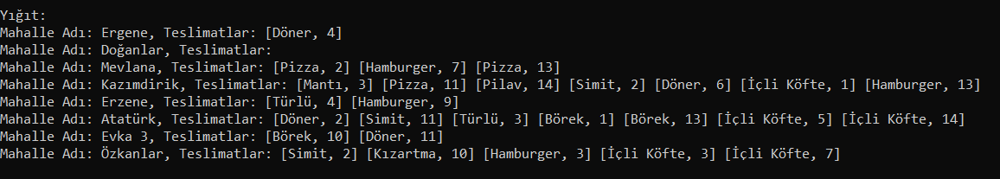 Yığıt:
Mahalle Adı: Ergene, Teslimatlar: [Döner, 4]
Mahalle Adı: Doğanlar, Teslimatlar:
Mahalle Adı: Mevlana, Teslimatlar: [Pizza, 2] [Hamburger, 7] [Pizza, 13]
Mahalle Adı: Kazımdirik, Teslimatlar: [Mantı, 3] [Pizza, 11] [Pilav, 14] [Simit, 2] [Döner, 6] [İçli Köfte, 1] [Hamburger, 13]
Mahalle Adı: Erzene, Teslimatlar: [Türlü, 4] [Hamburger, 9]
Mahalle Adı: Atatürk, Teslimatlar: [Döner, 2] [Simit, 11] [Türlü, 3] [Börek, 1] [Börek, 13] [İçli Köfte, 5] [İçli Köfte, 14]
Mahalle Adı: Evka 3, Teslimatlar: [Börek, 10] [Döner, 11]
Mahalle Adı: Özkanlar, Teslimatlar: [Simit, 2] [Kızartma, 10] [Hamburger, 3] [İçli Köfte, 3] [İçli Köfte, 7]